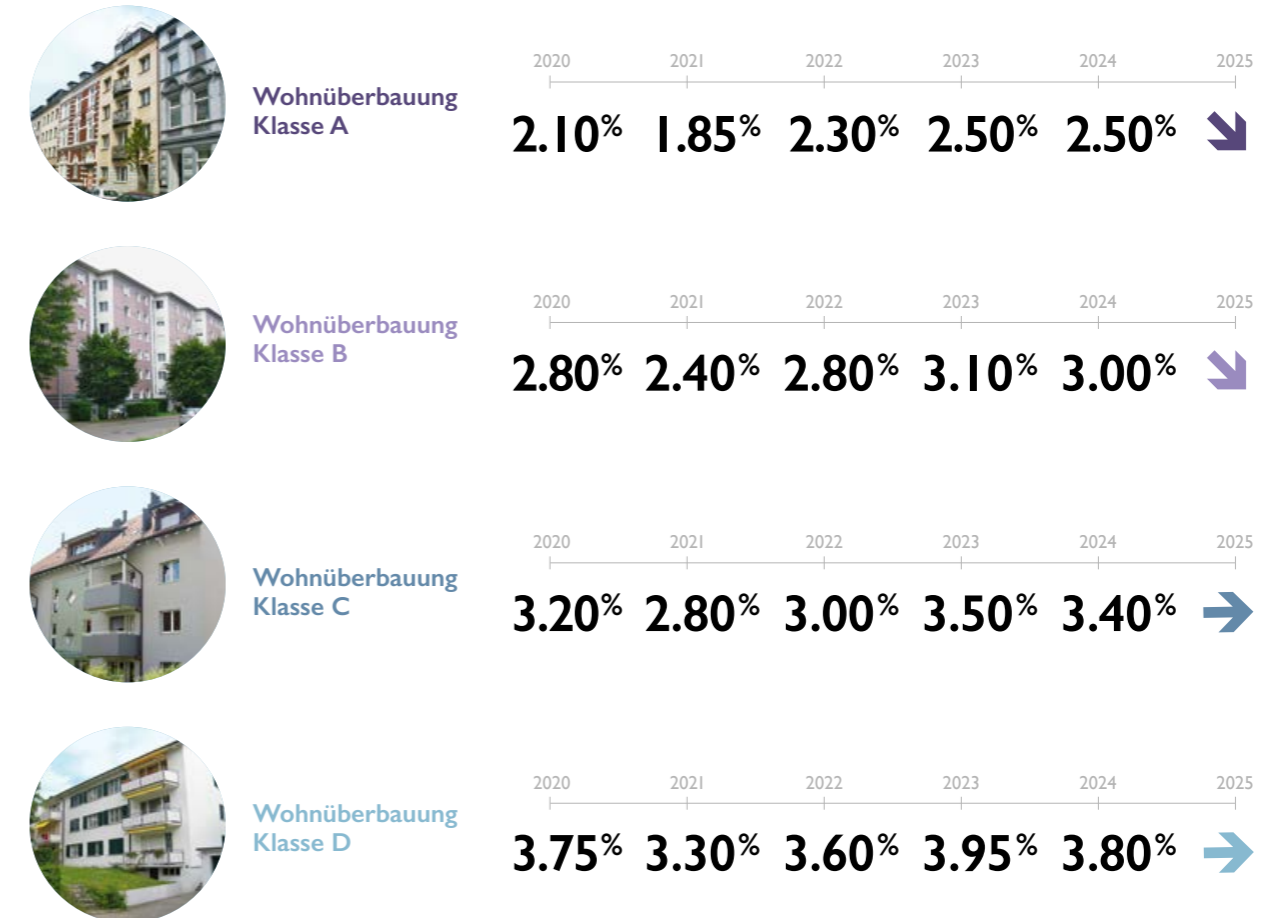 2020 2021 2022 2023 2024 2025
Wohnüberbauung
Klasse A
2.10% 1.85% 2.30% 2.50% 2.50%
2020 2021 2022 2023 2024 2025
Wohnüberbauung
Klasse B
2.80% 2.40% 2.80% 3.10% 3.00%
2020 2021 2022 2023 2024 2025
Wohnüberbauung
Klasse C
3.20% 2.80% 3.00% 3.50% 3.40%
2020 2021 2022 2023 2024 2025
Wohnüberbauung
Klasse D
3.75% 3.30% 3.60% 3.95% 3.80%